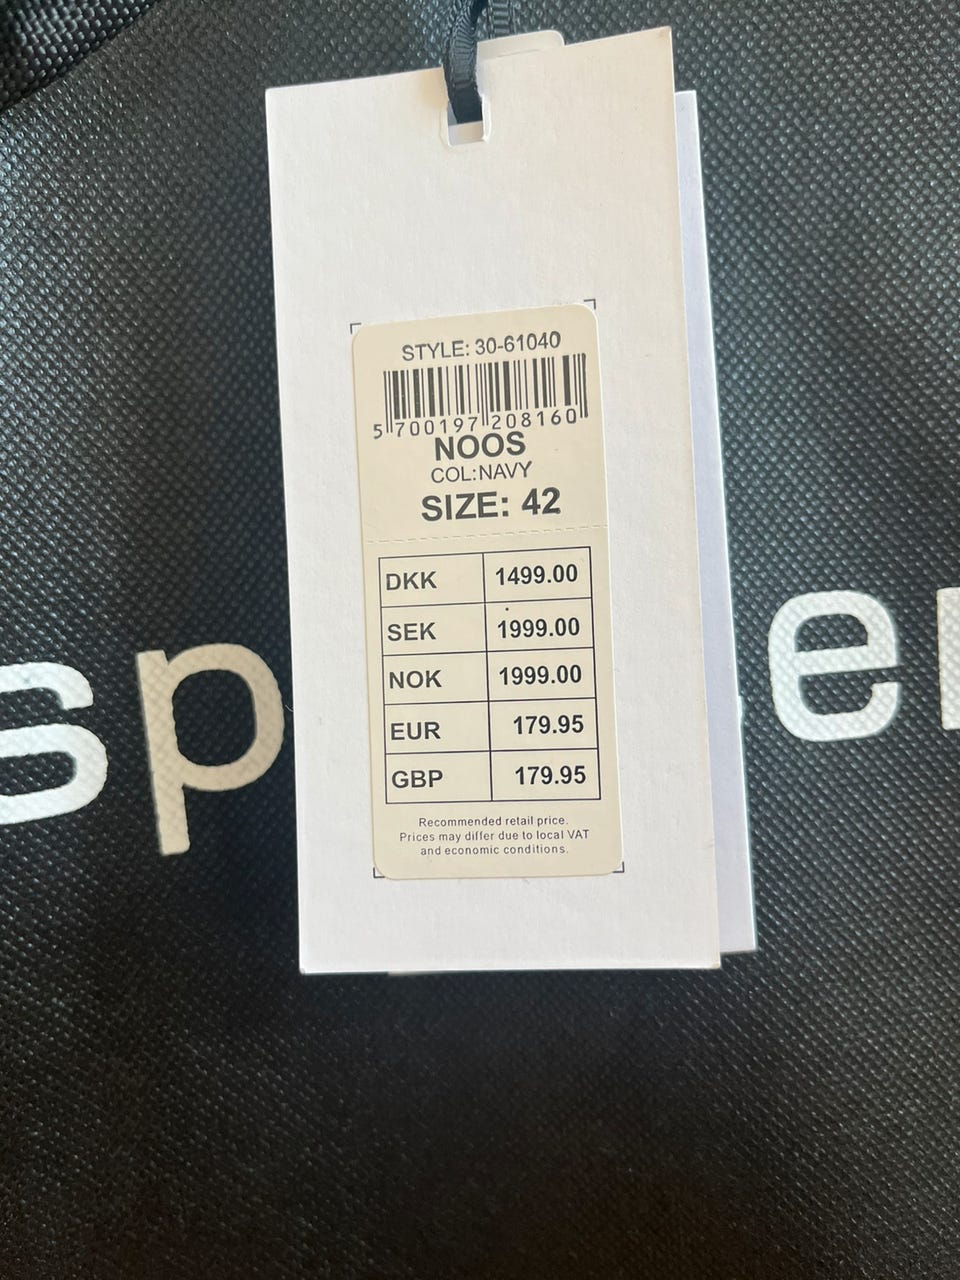 STYLE: 30-61040
5 700197 208160
NOOS
COL:NAVY
SIZE: 42
DKK 1499.00
SEK 1999.00
NOK 1999.00
EUR 179.95
GBP 179.95
Recommended retail price.
Prices may differ due to local VAT
and economic conditions.